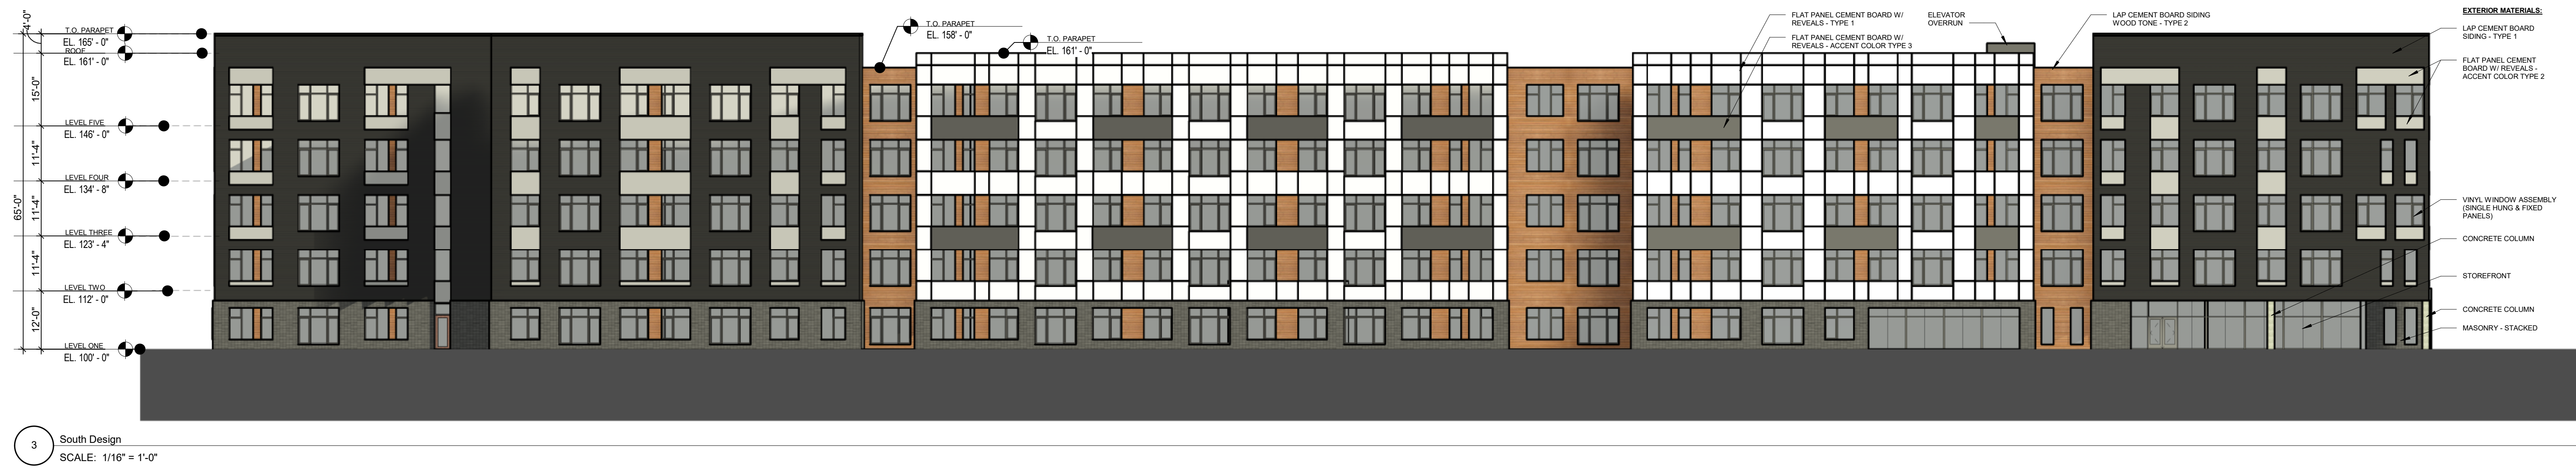 4'-0"
T.O. PARAPET
EL. 165' - 0"
ROOF
EL. 161' - 0"
15'-0"
LEVEL FIVE
EL. 146' - 0"
11'-4"
LEVEL FOUR
EL. 134' - 8"
65'-0"
11'-4"
LEVEL THREE
EL. 123' - 4"
11'-4"
LEVEL TWO
EL. 112' - 0"
12'-0"
LEVEL ONE
EL. 100' - 0"
T.O. PARAPET
EL. 158' - 0"
T.O. PARAPET
EL. 161' - 0"
FLAT PANEL CEMENT BOARD W/
REVEALS - TYPE 1
FLAT PANEL CEMENT BOARD W/
REVEALS - ACCENT COLOR TYPE 3
ELEVATOR
OVERRUN
LAP CEMENT BOARD SIDING
WOOD TONE - TYPE 2
EXTERIOR MATERIALS:
LAP CEMENT BOARD
SIDING - TYPE 1
FLAT PANEL CEMENT
BOARD W/ REVEALS -
ACCENT COLOR TYPE 2
VINYL WINDOW ASSEMBLY
(SINGLE HUNG & FIXED
PANELS)
CONCRETE COLUMN
STOREFRONT
CONCRETE COLUMN
MASONRY - STACKED
3
South Design
SCALE: 1/16" = 1'-0"